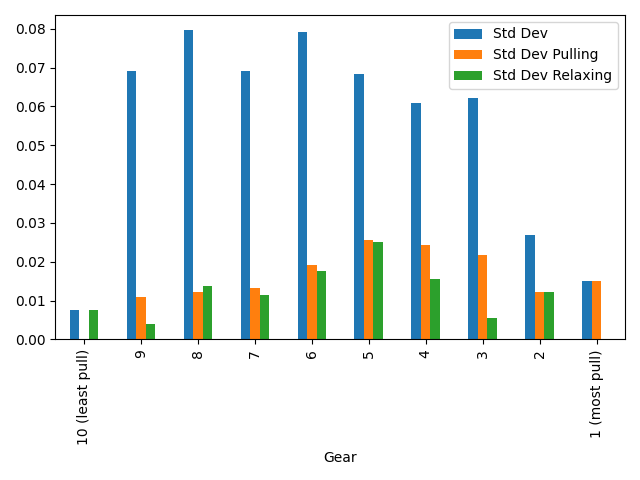 Std Dev
Std Dev Pulling
Std Dev Relaxing
0.08
0.07
0.06
0.05
0.04
0.03
0.02
0.01
0.00
10 (least pull)
9
8
7
6
5
4
3
2
1 (most pull)
Gear